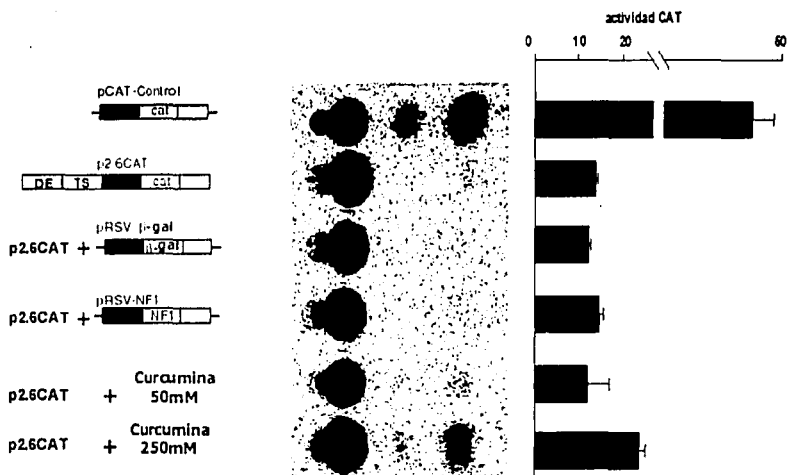 actividad CAT
0 10 20 60
pCAT-Control
cat
p2.6CAT
DE TS cat
pRSV β-gal
p2.6CAT + β-gal
pRSV-NF1
p2.6CAT + NF1
p2.6CAT + Curcumina 50mM
p2.6CAT + Curcumina 250mM